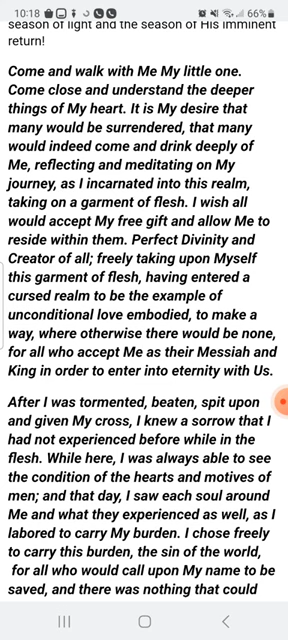 10:18
66%
season of light and the season of His imminent
return!
Come and walk with Me My little one.
Come close and understand the deeper
things of My heart. It is My desire that
many would be surrendered, that many
would indeed come and drink deeply of
Me, reflecting and meditating on My
journey, as I incarnated into this realm,
taking on a garment of flesh. I wish all
would accept My free gift and allow Me to
reside within them. Perfect Divinity and
Creator of all; freely taking upon Myself
this garment of flesh, having entered a
cursed realm to be the example of
unconditional love embodied, to make a
way, where otherwise there would be none,
for all who accept Me as their Messiah and
King in order to enter into eternity with Us.
After I was tormented, beaten, spit upon
and given My cross, I knew a sorrow that I
had not experienced before while in the
flesh. While here, I was always able to see
the condition of the hearts and motives of
men; and that day, I saw each soul around
Me and what they experienced as well, as I
labored to carry My burden. I chose freely
to carry this burden, the sin of the world,
for all who would call upon My name to be
saved, and there was nothing that could